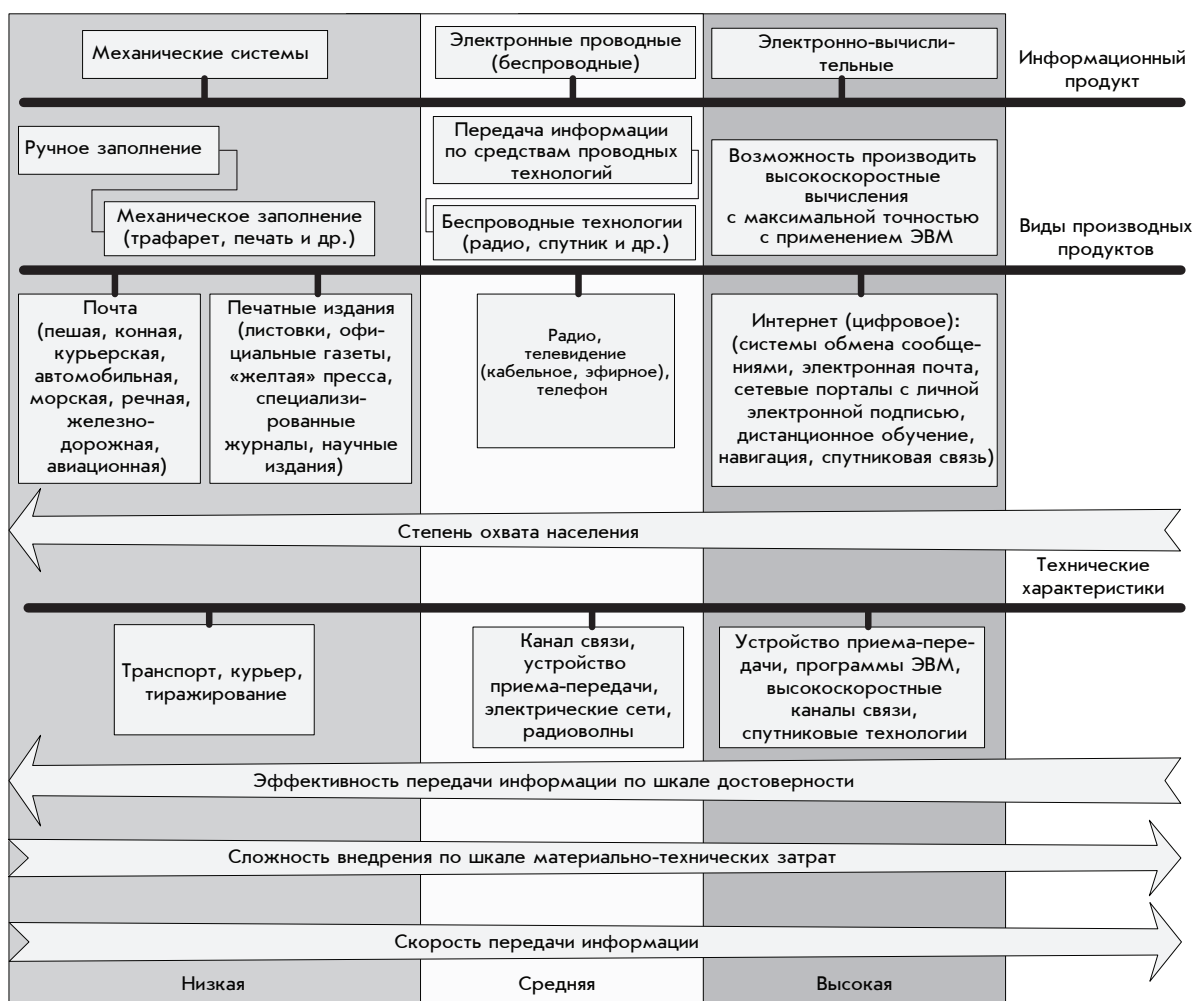 Механические системы
Электронные проводные
(беспроводные)
Электронно-вычисли-
тельные
Информационный
продукт
Ручное заполнение
Механическое заполнение
(трафарет, печать и др.)
Передача информации
по средствам проводных
технологий
Беспроводные технологии
(радио, спутник и др.)
Возможность производить
высокоскоростные
вычисления
с максимальной точностью
с применением ЭВМ
Виды производных
продуктов
Почта
(пешая, конная,
курьерская,
автомобильная,
морская, речная,
железно-
дорожная,
авиационная)
Печатные издания
(листовки, офи-
циальные газеты,
«желтая» пресса,
специализи-
рованные
журналы, научные
издания)
Радио,
телевидение
(кабельное, эфирное),
телефон
Интернет (цифровое):
(системы обмена сообще-
ниями, электронная почта,
сетевые порталы с личной
электронной подписью,
дистанционное обучение,
навигация, спутниковая связь)
Степень охвата населения
Технические
характеристики
Транспорт, курьер,
тиражирование
Канал связи,
устройство
приема-передачи,
электрические сети,
радиоволны
Устройство приема-пере-
дачи, программы ЭВМ,
высокоскоростные
каналы связи,
спутниковые технологии
Эффективность передачи информации по шкале достоверности
Сложность внедрения по шкале материально-технических затрат
Скорость передачи информации
Низкая
Средняя
Высокая